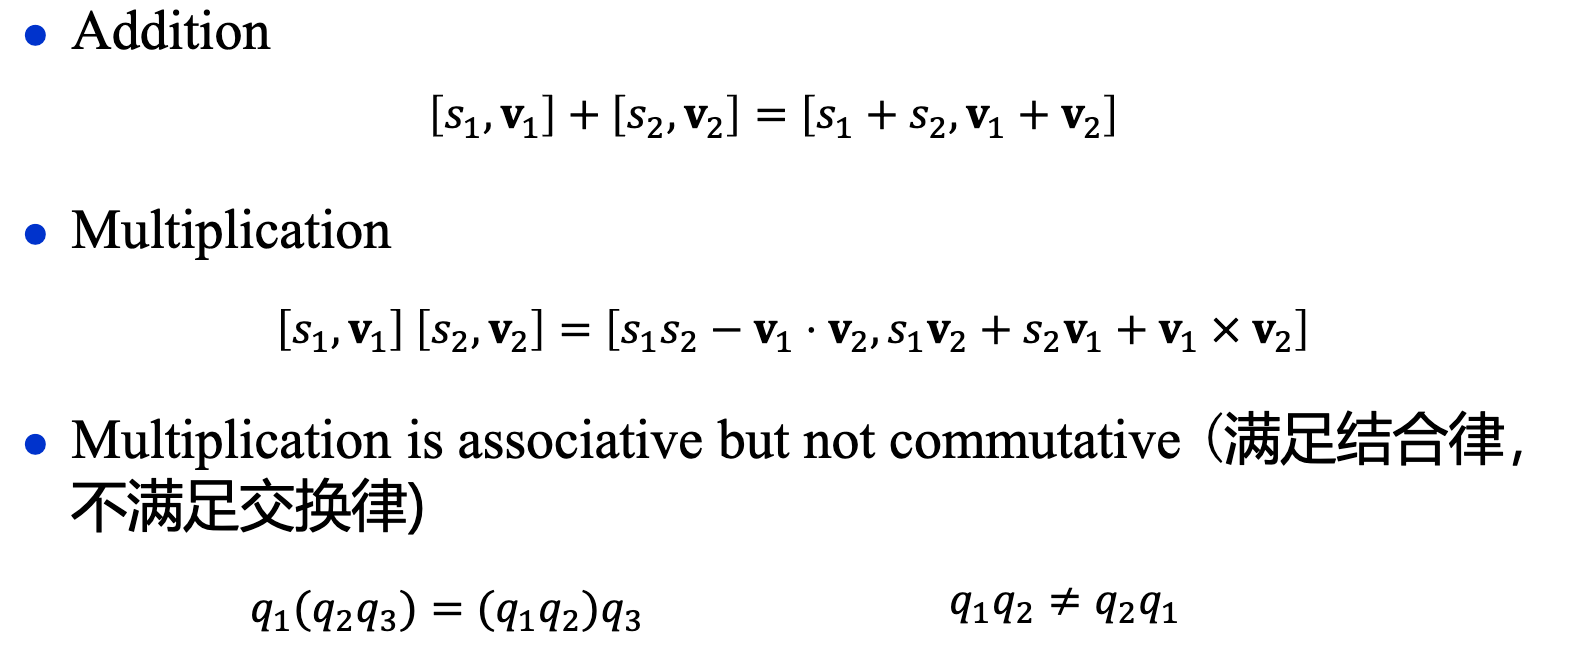 • Addition
[s₁, v₁] + [s₂, v₂] = [s₁ + s₂, v₁ + v₂]
• Multiplication
[s₁, v₁] [s₂, v₂] = [s₁s₂ − v₁ · v₂, s₁v₂ + s₂v₁ + v₁ × v₂]
• Multiplication is associative but not commutative（满足结合律，
不满足交换律)
q₁(q₂q₃) = (q₁q₂)q₃ q₁q₂ ≠ q₂q₁